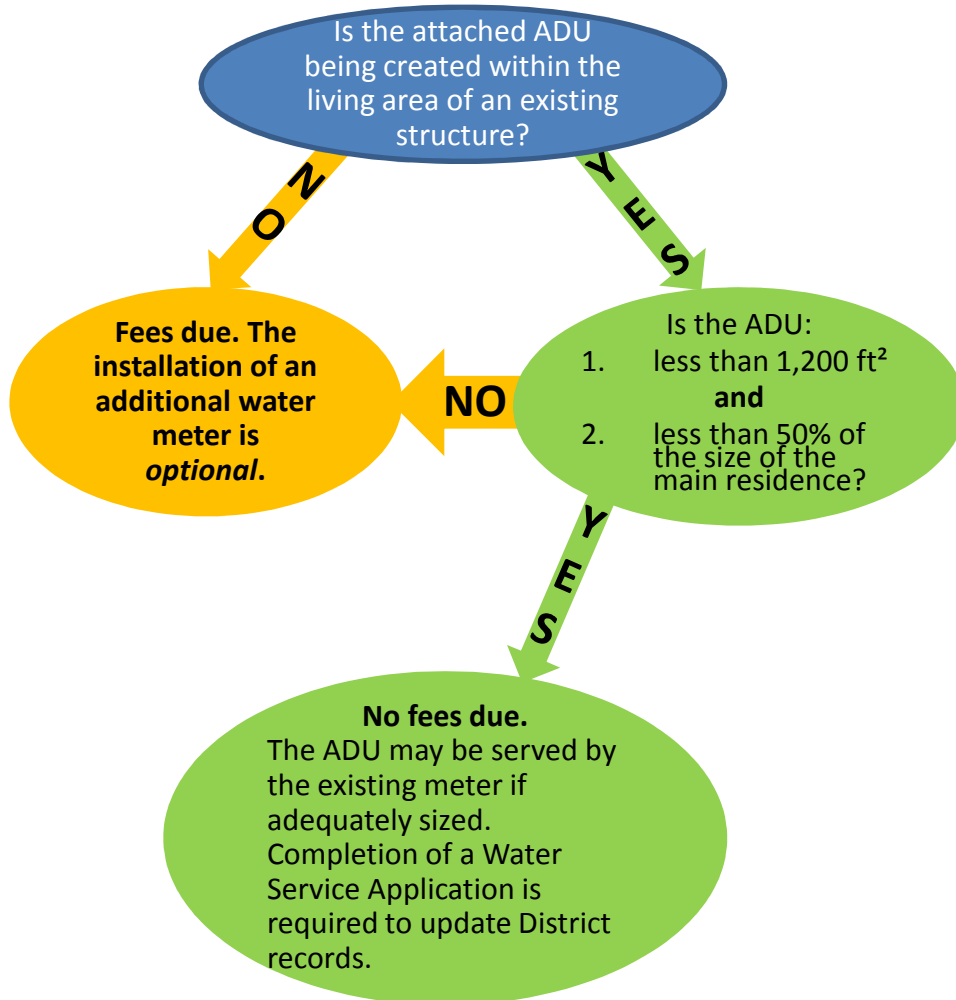 Is the attached ADU
being created within the
living area of an existing
structure?
NO
YES
Fees due. The
installation of an
additional water
meter is
optional.
NO
Is the ADU:
1. less than 1,200 ft²
and
2. less than 50% of
the size of the
main residence?
YES
No fees due.
The ADU may be served by
the existing meter if
adequately sized.
Completion of a Water
Service Application is
required to update District
records.